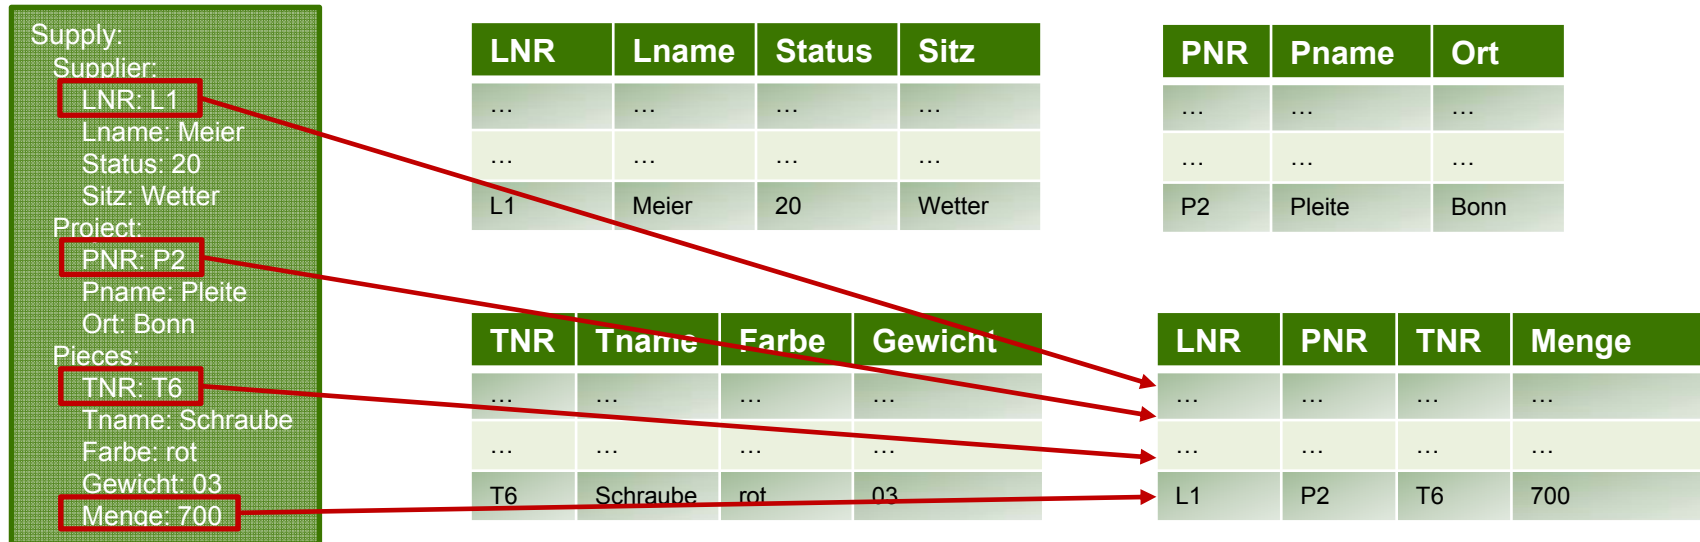 Supply:
Supplier:
LNR: L1
Lname: Meier
Status: 20
Sitz: Wetter
Project:
PNR: P2
Pname: Pleite
Ort: Bonn
Pieces:
TNR: T6
Tname: Schraube
Farbe: rot
Gewicht: 03
Menge: 700
LNR Lname Status Sitz
... ... ... ...
... ... ... ...
L1 Meier 20 Wetter
PNR Pname Ort
... ... ...
... ... ...
P2 Pleite Bonn
TNR Tname Farbe Gewicht
... ... ... ...
... ... ... ...
T6 Schraube rot 03
LNR PNR TNR Menge
... ... ... ...
... ... ... ...
L1 P2 T6 700